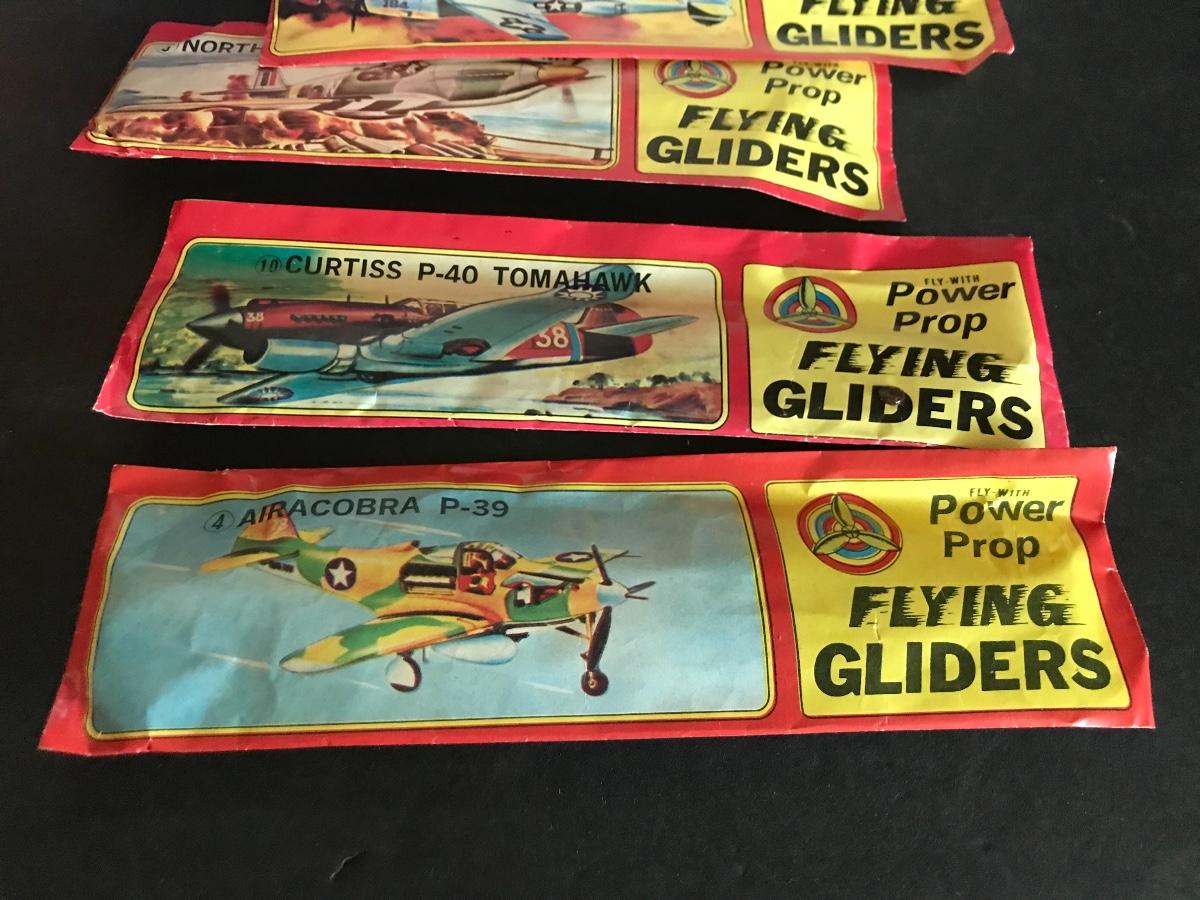 194
FLYING
GLIDERS
NORTH
Power
Prop
FLYING
GLIDERS
10 CURTISS P-40 TOMAHAWK
38
38
FLY-WITH
Power
Prop
FLYING
GLIDERS
4 AIRACOBRA P-39
FLY-WITH
Power
Prop
FLYING
GLIDERS